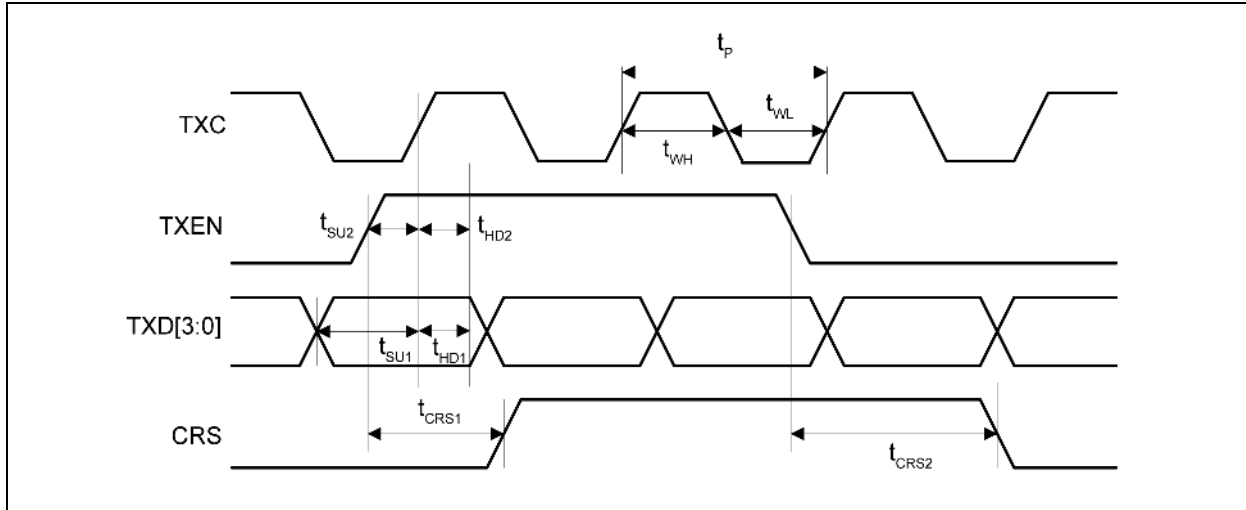 tP
TXC
tWL
tWH
TXEN
tSU2
tHD2
TXD[3:0]
tSU1
tHD1
tCRS1
CRS
tCRS2